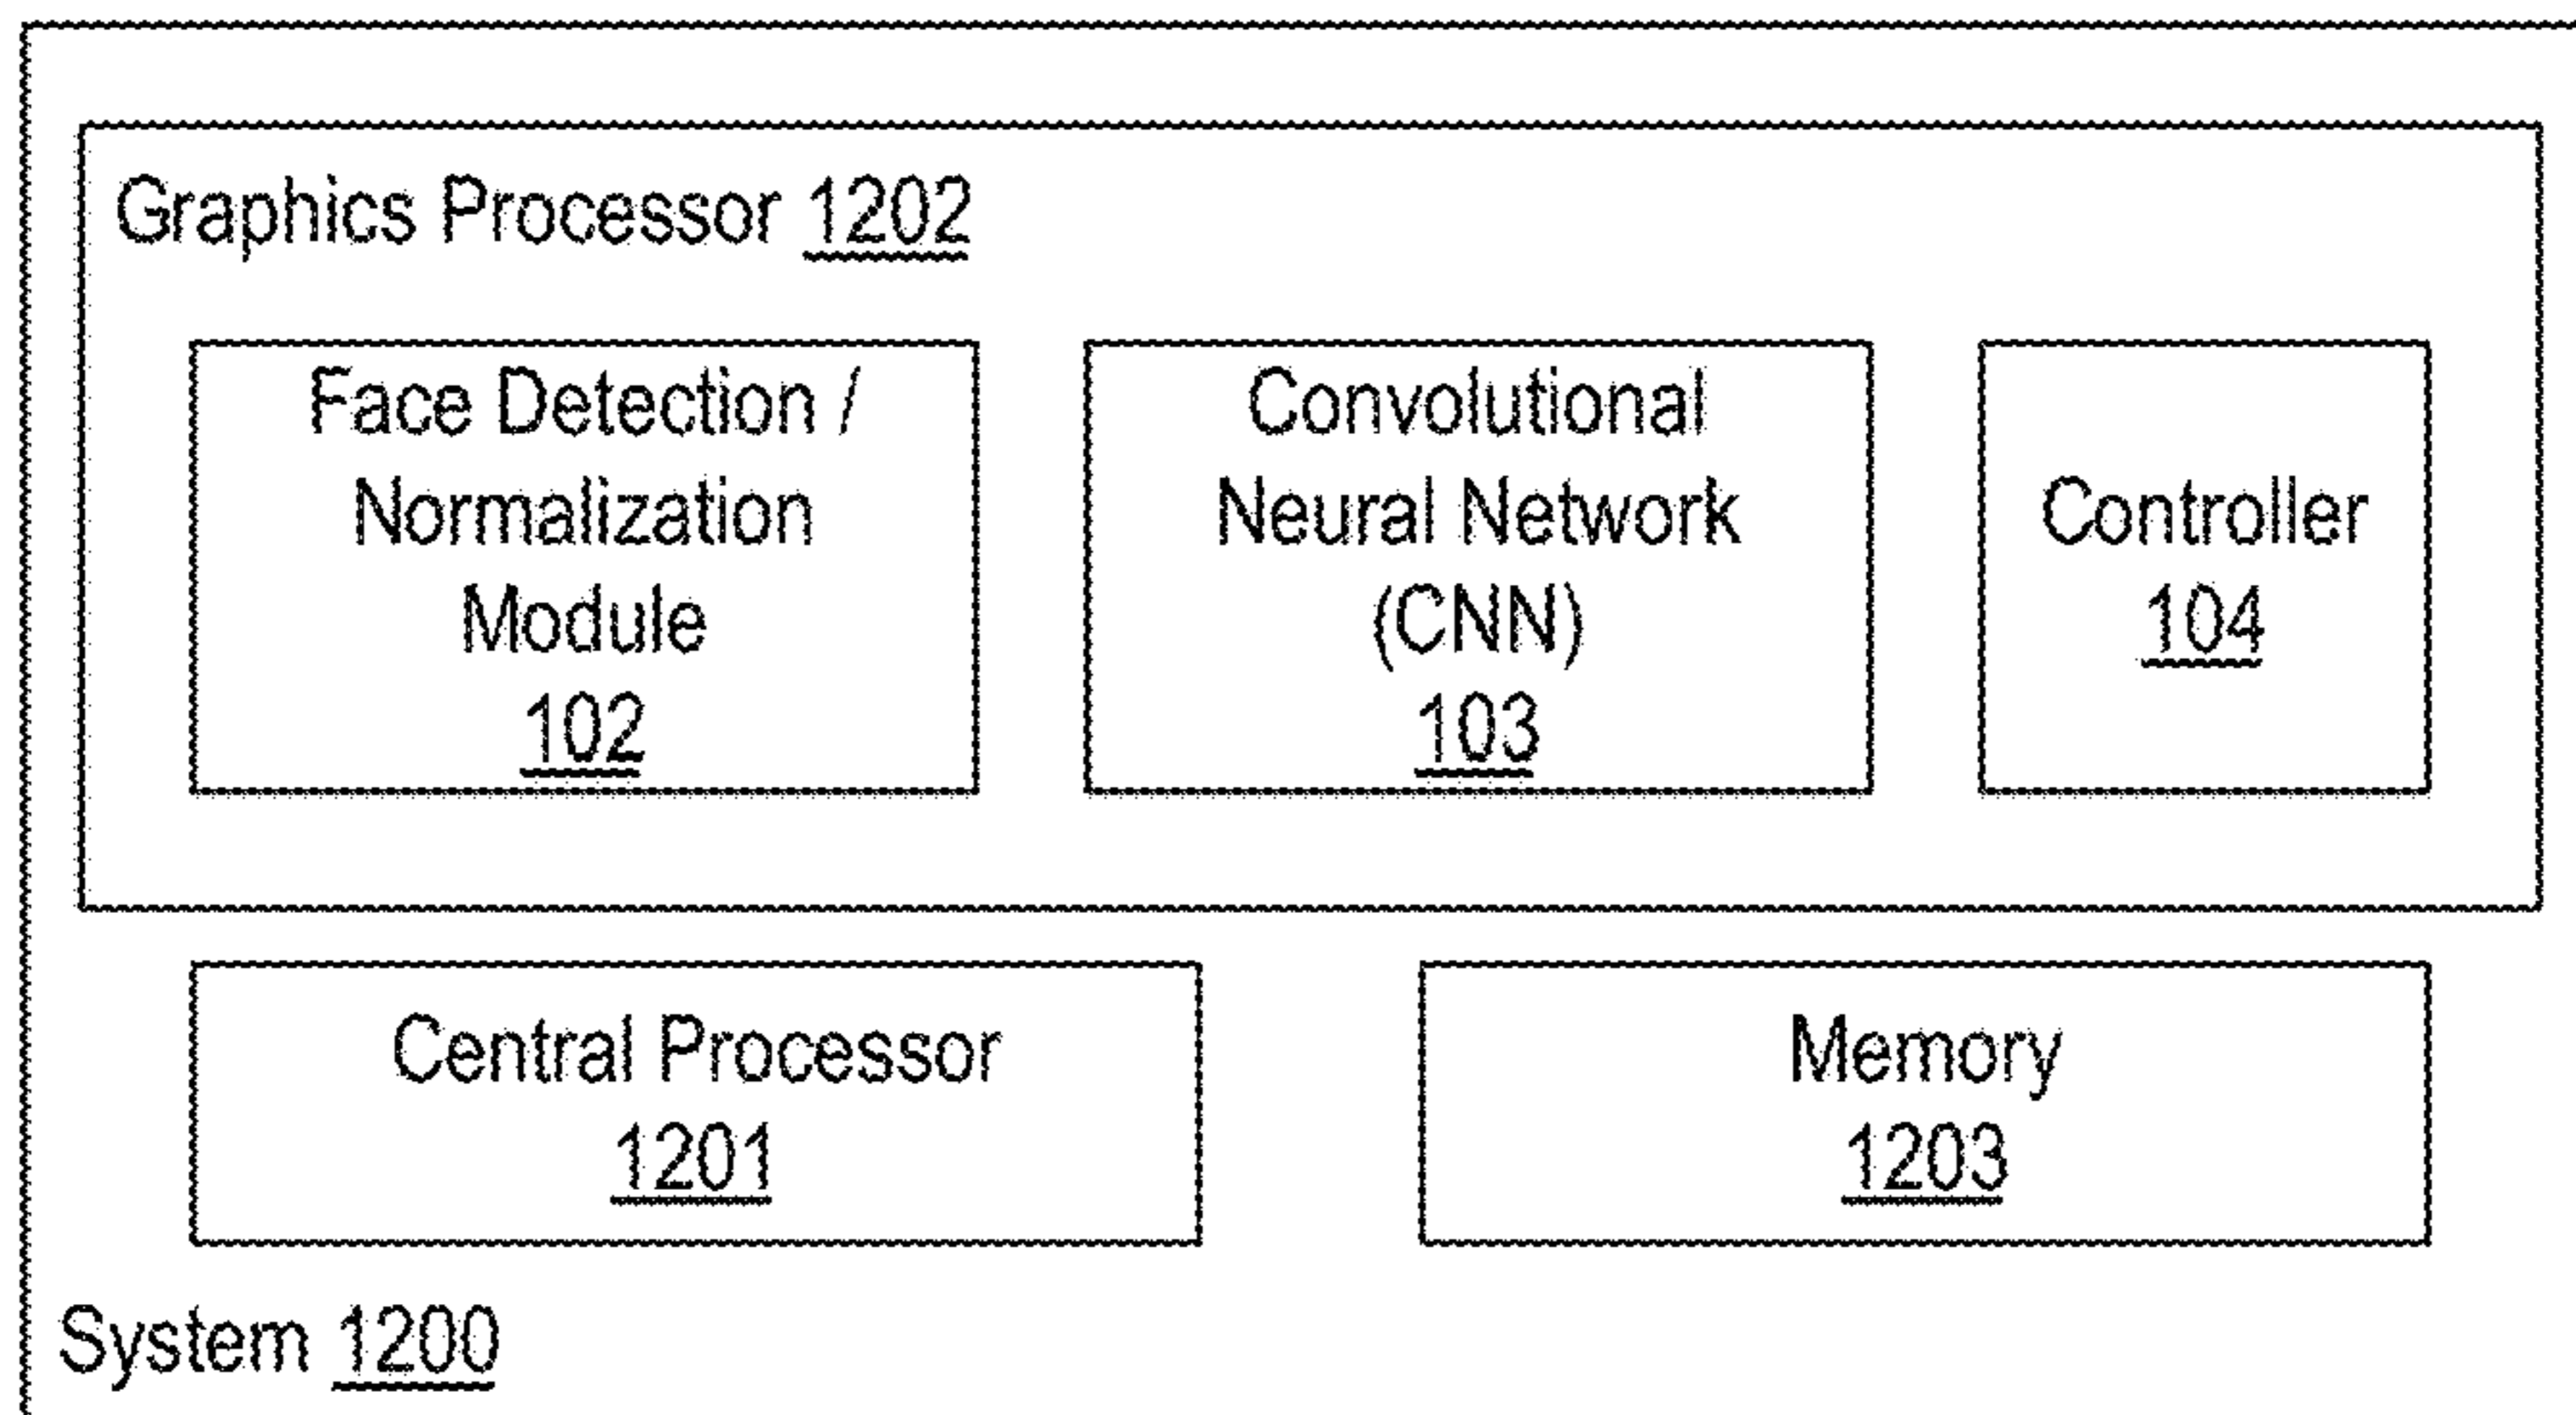 Graphics Processor 1202
Face Detection /
Normalization
Module
102
Convolutional
Neural Network
(CNN)
103
Controller
104
Central Processor
1201
Memory
1203
System 1200